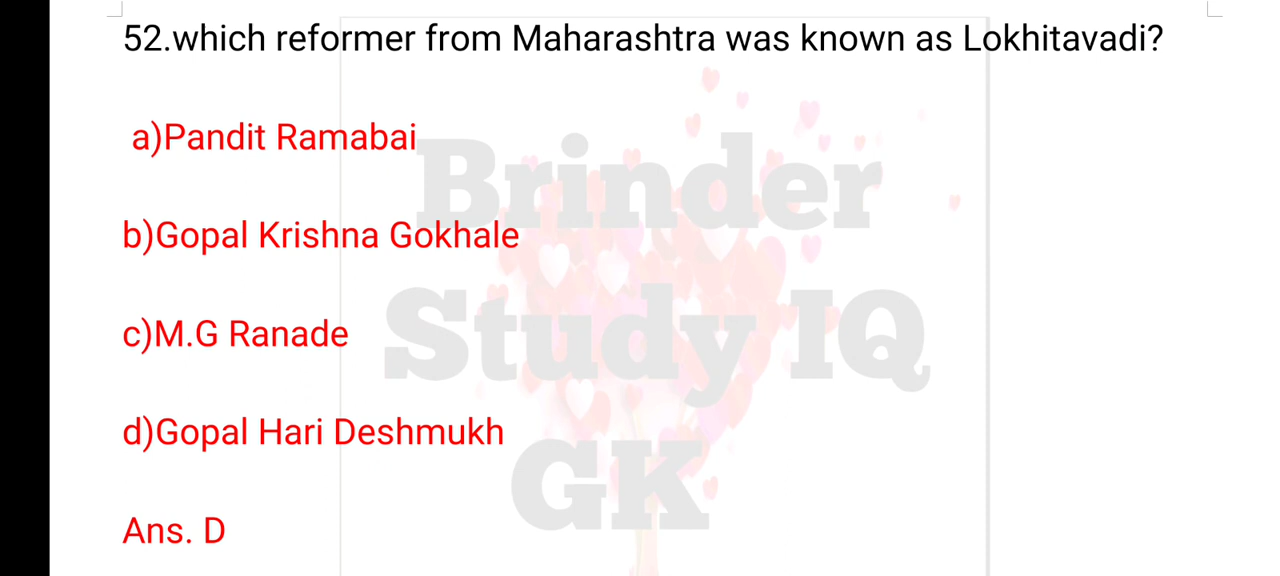 52.which reformer from Maharashtra was known as Lokhitavadi?
a)Pandit Ramabai
b)Gopal Krishna Gokhale
c)M.G Ranade
d)Gopal Hari Deshmukh
Ans. D
Brinder
Study IQ
GK